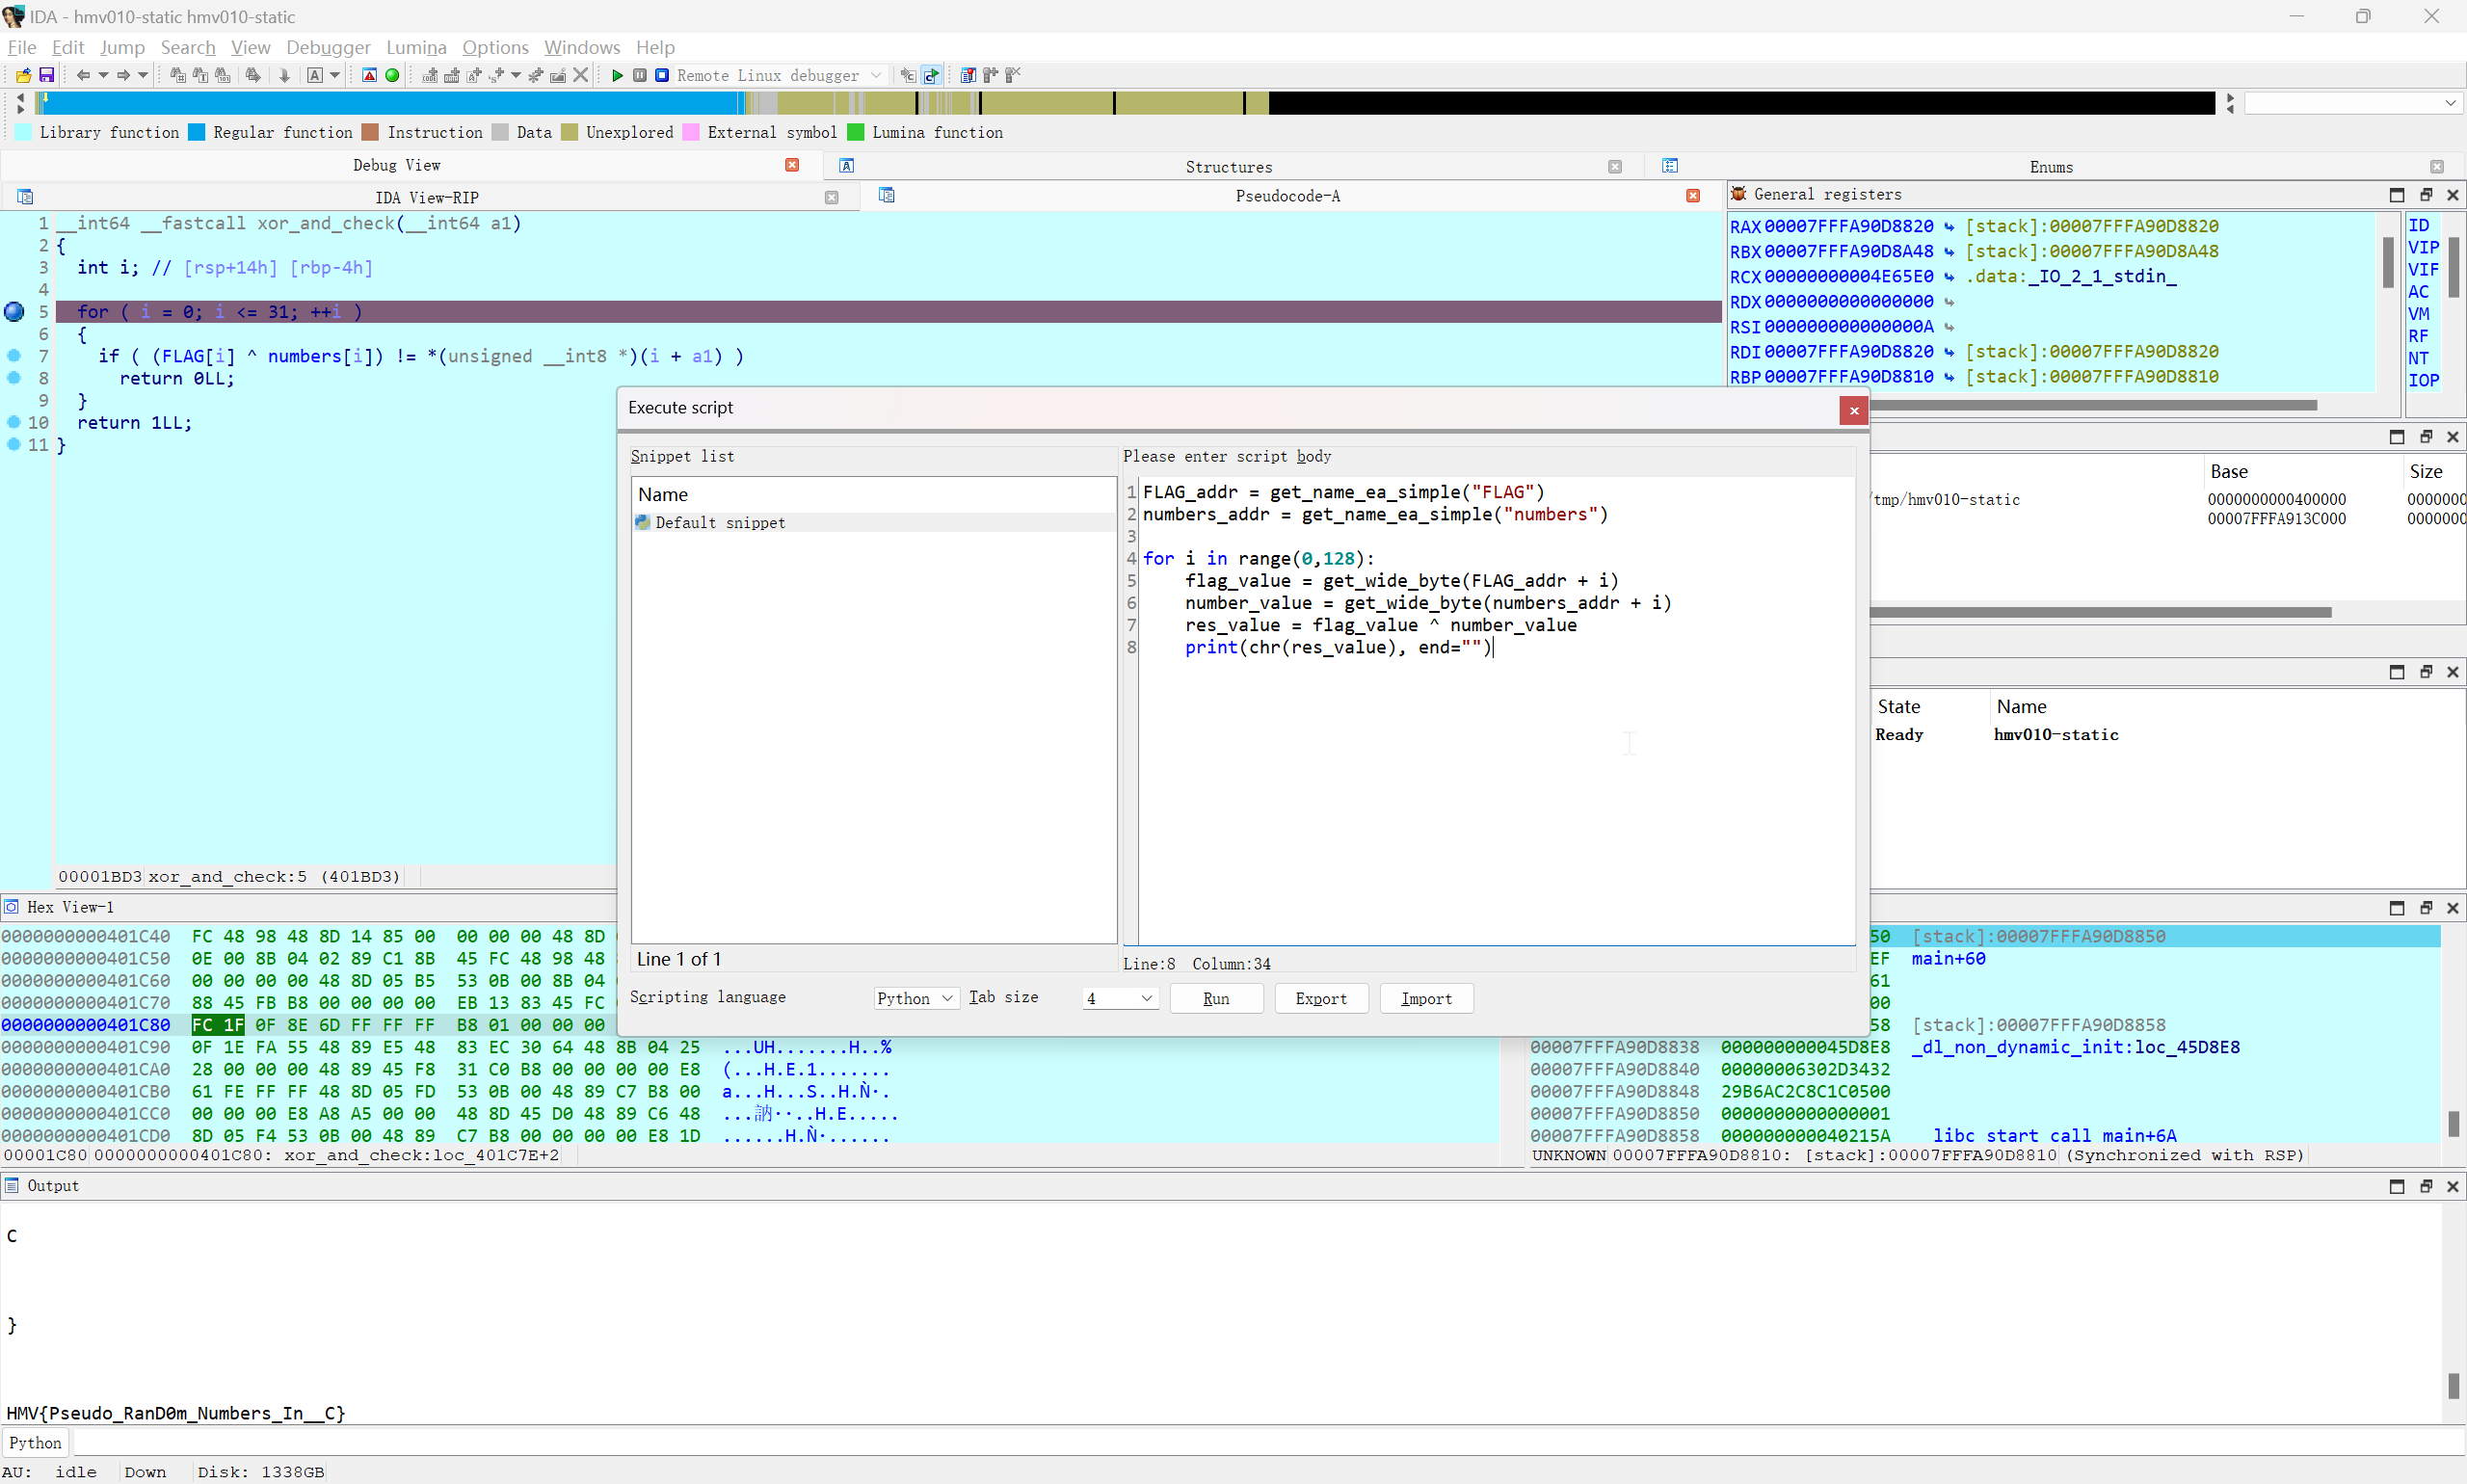 IDA - hmv010-static hmv010-static
File Edit Jump Search View Debugger Lumina Options Windows Help
Remote Linux debugger
Library function Regular function Instruction Data Unexplored External symbol Lumina function
Debug View Structures Enums
IDA View-RIP Pseudocode-A
1 __int64 __fastcall xor_and_check(__int64 a1)
2 {
3 int i; // [rsp+14h] [rbp-4h]
4
5 for ( i = 0; i <= 31; ++i )
6 {
7 if ( (FLAG[i] ^ numbers[i]) != *(unsigned __int8 *)(i + a1) )
8 return 0LL;
9 }
10 return 1LL;
11 }
00001BD3 xor_and_check:5 (401BD3)
General registers
RAX 00007FFFA90D8820 [stack]:00007FFFA90D8820
RBX 00007FFFA90D8A48 [stack]:00007FFFA90D8A48
RCX 00000000004E65E0 .data:_IO_2_1_stdin_
RDX 0000000000000000
RSI 000000000000000A
RDI 00007FFFA90D8820 [stack]:00007FFFA90D8820
RBP 00007FFFA90D8810 [stack]:00007FFFA90D8810
ID
VIP
VIF
AC
VM
RF
NT
IOP
Base Size
/tmp/hmv010-static 0000000000400000 0000000
00007FFFA913C000 0000000
State Name
Ready hmv010-static
Execute script
Snippet list
Name
Default snippet
Line 1 of 1
Please enter script body
1 FLAG_addr = get_name_ea_simple("FLAG")
2 numbers_addr = get_name_ea_simple("numbers")
3
4 for i in range(0,128):
5 flag_value = get_wide_byte(FLAG_addr + i)
6 number_value = get_wide_byte(numbers_addr + i)
7 res_value = flag_value ^ number_value
8 print(chr(res_value), end="")
Line:8 Column:34
Scripting language Python Tab size 4 Run Export Import
Hex View-1
0000000000401C40 FC 48 98 48 8D 14 85 00 00 00 00 48 8D
0000000000401C50 0E 00 8B 04 02 89 C1 8B 45 FC 48 98 48
0000000000401C60 00 00 00 00 48 8D 05 B5 53 0B 00 8B 04
0000000000401C70 88 45 FB B8 00 00 00 00 EB 13 83 45 FC
0000000000401C80 FC 1F 0F 8E 6D FF FF FF B8 01 00 00 00
0000000000401C90 0F 1E FA 55 48 89 E5 48 83 EC 30 64 48 8B 04 25 ...UH.......H..%
0000000000401CA0 28 00 00 00 48 89 45 F8 31 C0 B8 00 00 00 00 E8 (...H.E.1.......
0000000000401CB0 61 FE FF FF 48 8D 05 FD 53 0B 00 48 89 C7 B8 00 a...H...S..H.Ǹ·.
0000000000401CC0 00 00 00 E8 A8 A5 00 00 48 8D 45 D0 48 89 C6 48 ...訥··..H.E.....
0000000000401CD0 8D 05 F4 53 0B 00 48 89 C7 B8 00 00 00 00 E8 1D ......H.Ǹ·......
00001C80 0000000000401C80: xor_and_check:loc_401C7E+2
50 [stack]:00007FFFA90D8850
EF main+60
61
00
58 [stack]:00007FFFA90D8858
00007FFFA90D8838 000000000045D8E8 _dl_non_dynamic_init:loc_45D8E8
00007FFFA90D8840 00000006302D3432
00007FFFA90D8848 29B6AC2C8C1C0500
00007FFFA90D8850 0000000000000001
00007FFFA90D8858 000000000040215A libc start call main+6A
UNKNOWN 00007FFFA90D8810: [stack]:00007FFFA90D8810 (Synchronized with RSP)
Output
C
}
HMV{Pseudo_RanD0m_Numbers_In__C}
Python
AU: idle Down Disk: 1338GB